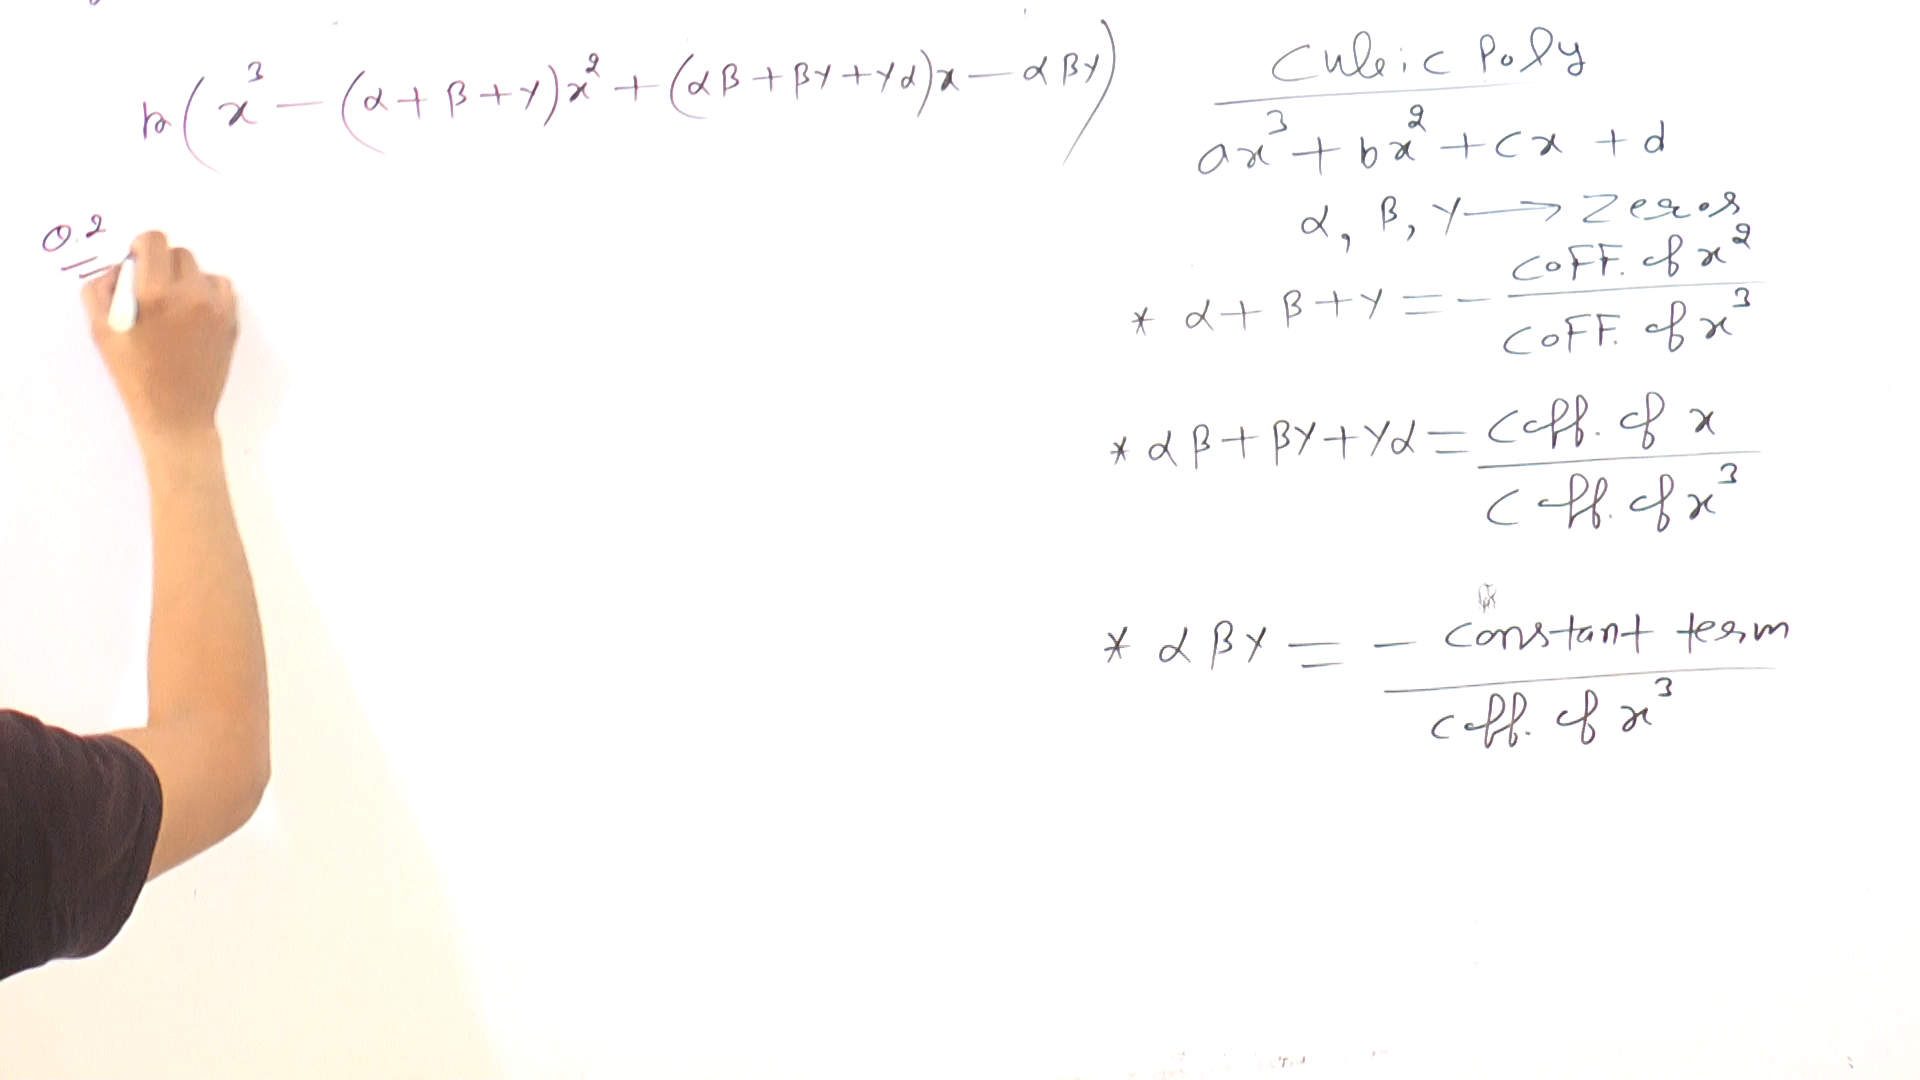 k(x³ - (α + β + γ)x² + (αβ + βγ + γα)x - αβγ)
Q.2
Cubic Poly
ax³ + bx² + cx + d
α, β, γ → Zeros
* α + β + γ = - COFF. of x² / COFF. of x³
* αβ + βγ + γα = Coff. of x / Coff. of x³
* αβγ = - Constant term / Coff. of x³